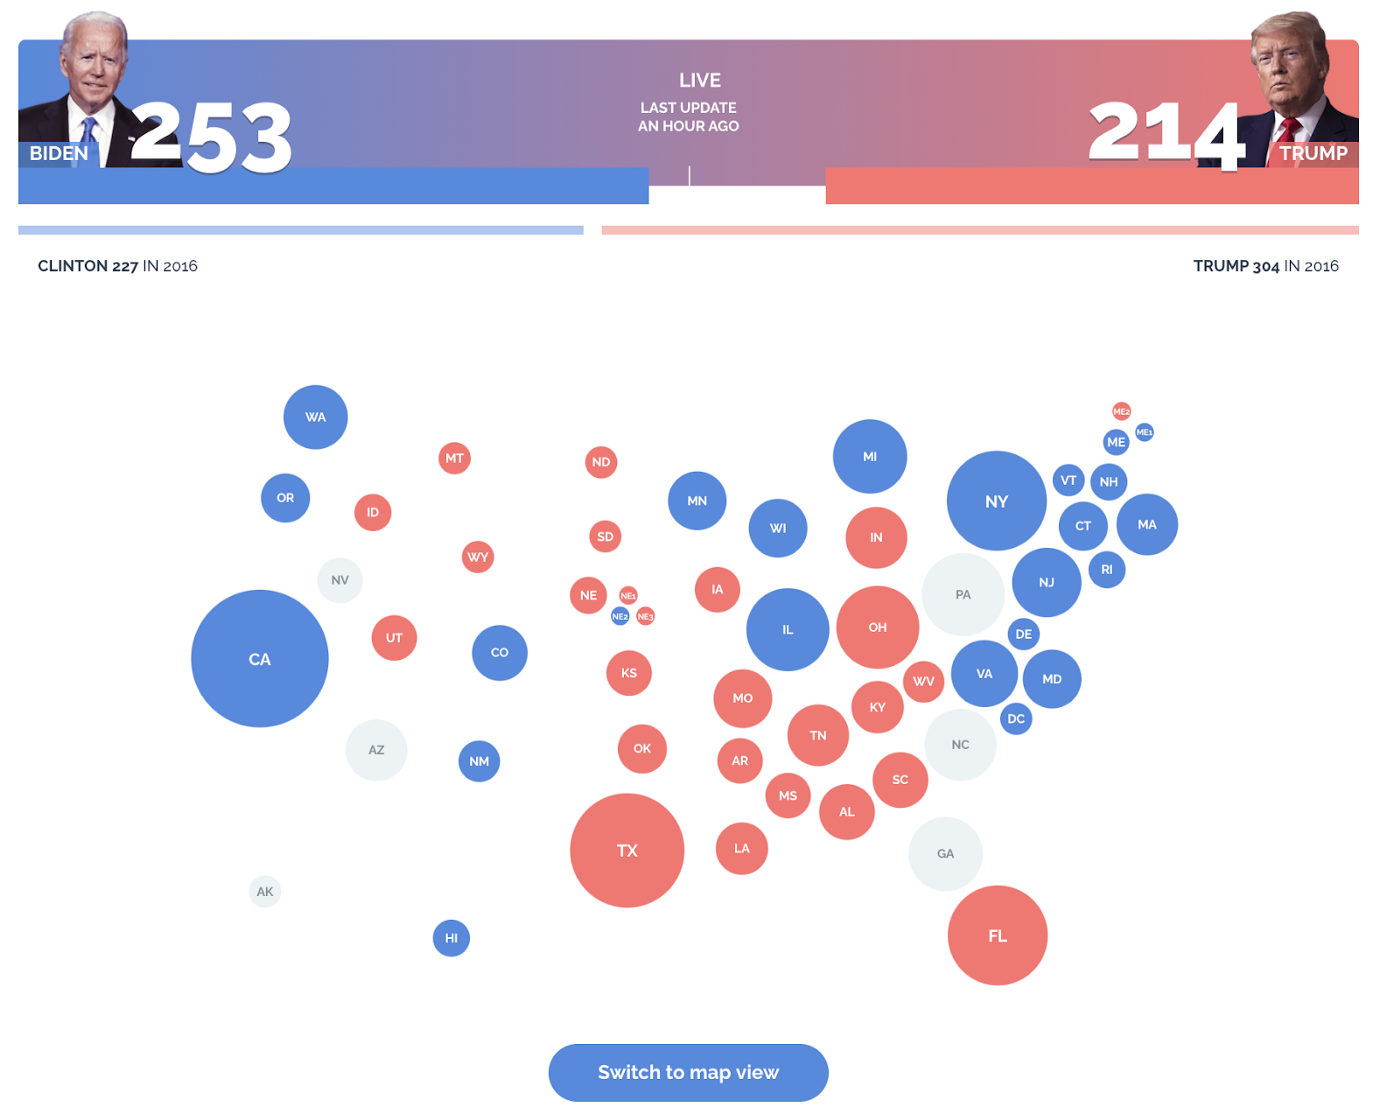 LIVE
LAST UPDATE
AN HOUR AGO
253
214
BIDEN
TRUMP
CLINTON 227 IN 2016
TRUMP 304 IN 2016
WA
ME2
ME1
ME
MT
ND
MI
VT
NH
OR
MN
NY
ID
WI
CT
MA
SD
IN
WY
RI
NV
NJ
IA
PA
NE
NE1
NE2
NE3
UT
IL
OH
DE
CO
CA
KS
WV
VA
MD
MO
KY
DC
TN
NC
OK
AZ
NM
AR
SC
MS
AL
TX
LA
GA
AK
HI
FL
Switch to map view